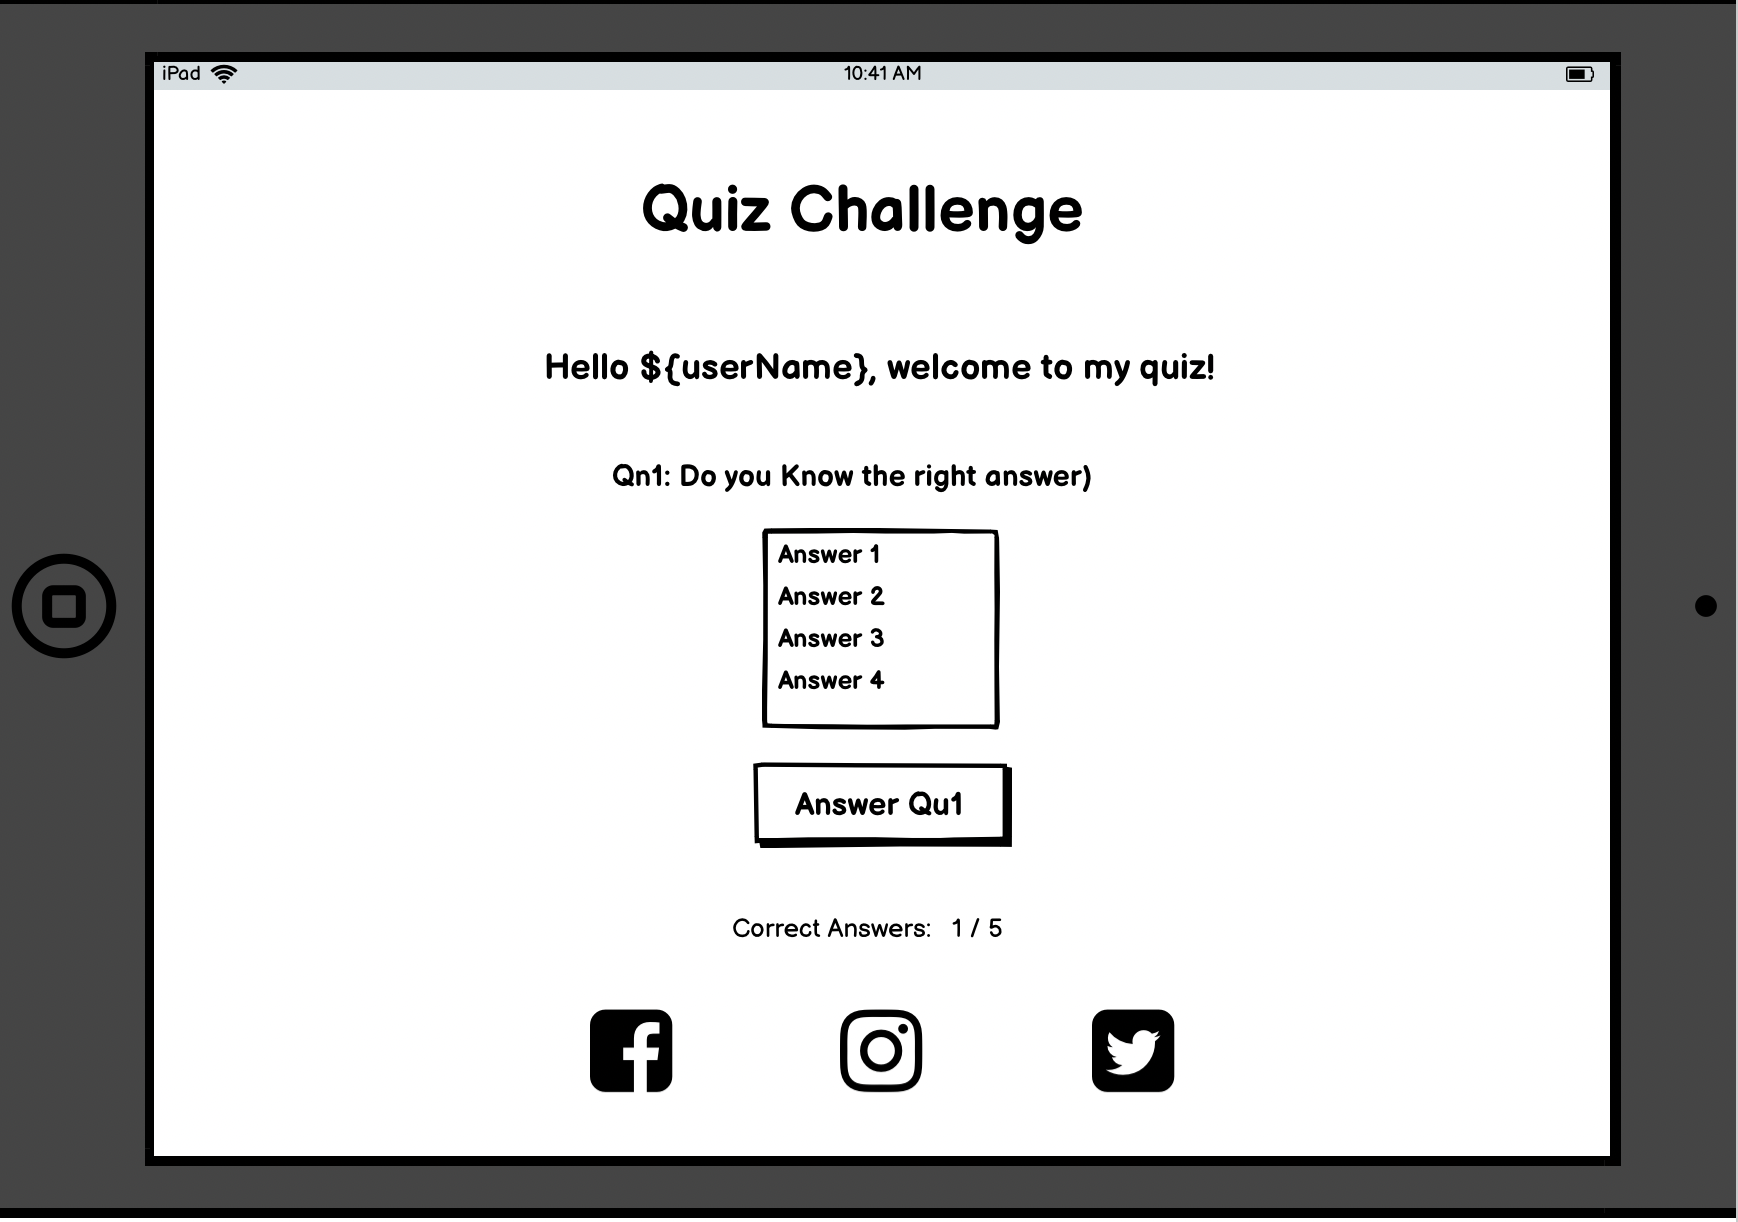 iPad
10:41 AM
Quiz Challenge
Hello ${userName}, welcome to my quiz!
Qn1: Do you Know the right answer)
Answer 1
Answer 2
Answer 3
Answer 4
Answer Qu1
Correct Answers: 1 / 5